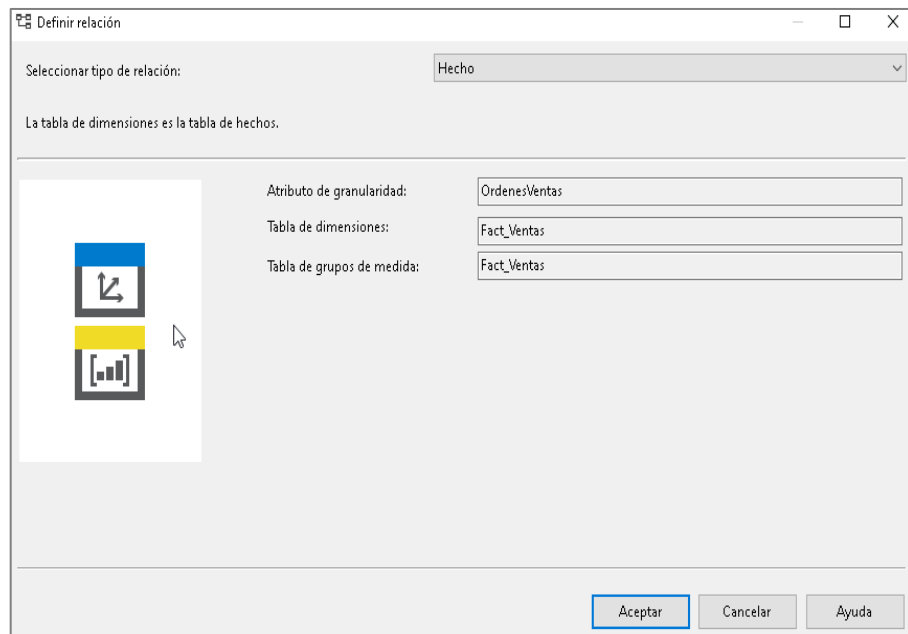 Definir relación
Seleccionar tipo de relación:
Hecho
La tabla de dimensiones es la tabla de hechos.
Atributo de granularidad:
OrdenesVentas
Tabla de dimensiones:
Fact_Ventas
Tabla de grupos de medida:
Fact_Ventas
Aceptar
Cancelar
Ayuda